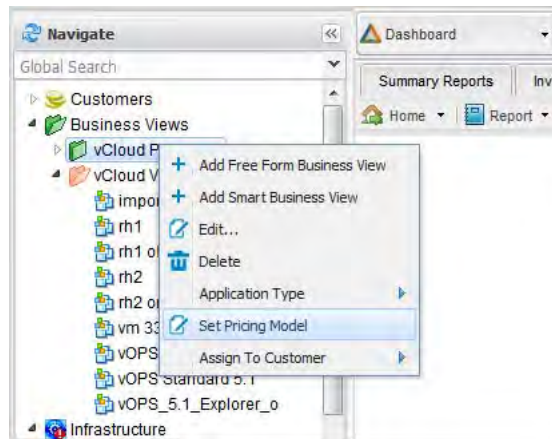 Navigate
Dashboard
Global Search
Summary Reports
Customers
Home
Report
Business Views
vCloud
Add Free Form Business View
vCloud V
Add Smart Business View
rh1
Edit...
rh1
rh2
Delete
rh2
Application Type
vm 33
Set Pricing Model
vOPS
Assign To Customer
vOPS Standard 5.1
vOPS_5.1_Explorer_o
Infrastructure